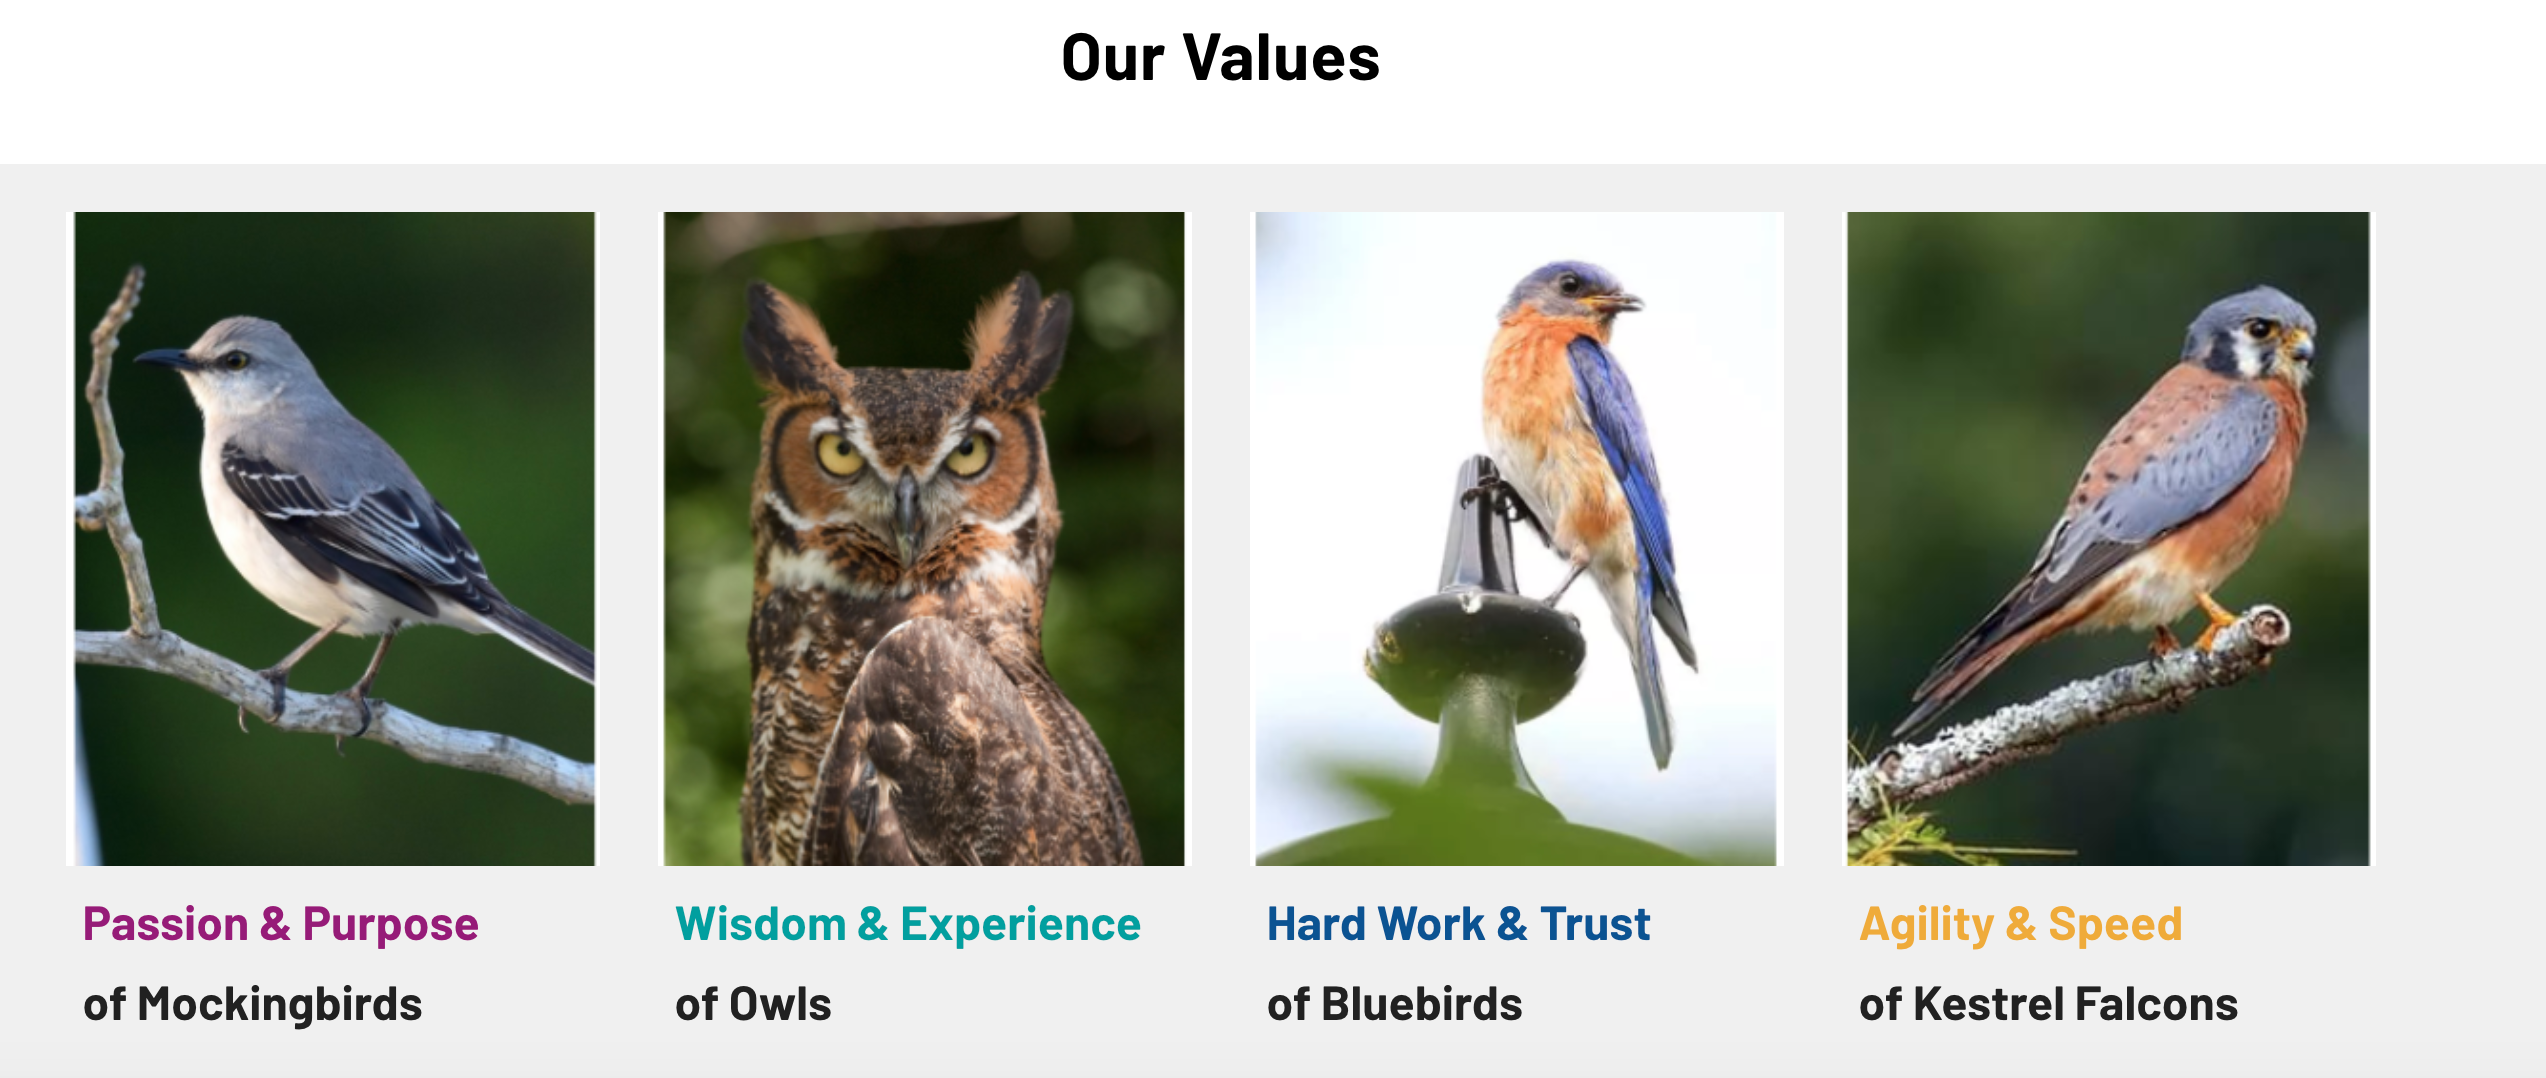 Our Values
Passion & Purpose
of Mockingbirds
Wisdom & Experience
of Owls
Hard Work & Trust
of Bluebirds
Agility & Speed
of Kestrel Falcons